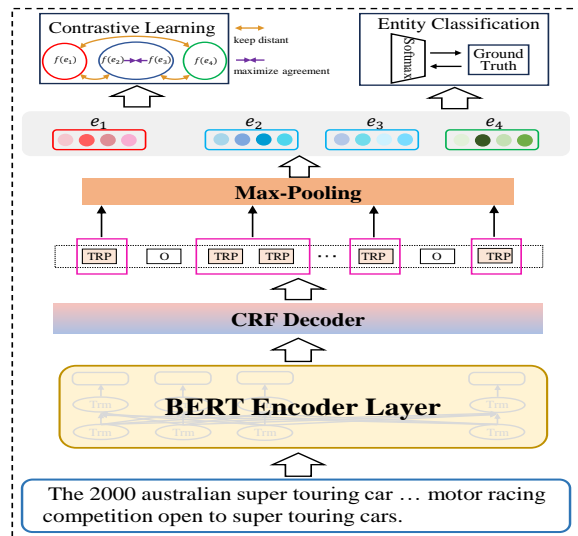 Contrastive Learning
keep distant
f(e₁) f(e₂) f(e₃) f(e₄)
maximize agreement
Entity Classification
Softmax
Ground
Truth
e₁ e₂ e₃ e₄
Max-Pooling
TRP O TRP TRP ... TRP O TRP
CRF Decoder
BERT Encoder Layer
Trm Trm Trm Trm
Trm Trm Trm Trm
The 2000 australian super touring car ... motor racing
competition open to super touring cars.